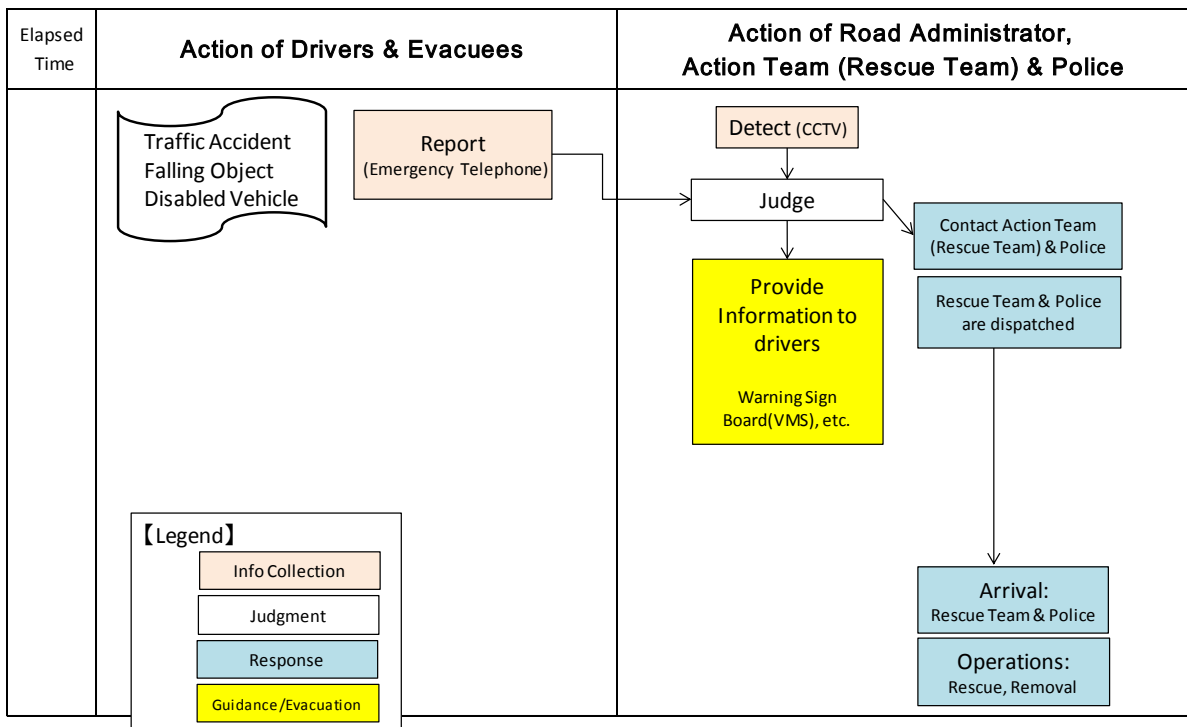 Elapsed
Time
Action of Drivers & Evacuees
Action of Road Administrator,
Action Team (Rescue Team) & Police
Traffic Accident
Falling Object
Disabled Vehicle
Report
(Emergency Telephone)
Detect (CCTV)
Judge
Contact Action Team
(Rescue Team) & Police
Provide
Information to
drivers
Warning Sign
Board(VMS), etc.
Rescue Team & Police
are dispatched
Arrival:
Rescue Team & Police
Operations:
Rescue, Removal
【Legend】
Info Collection
Judgment
Response
Guidance/Evacuation